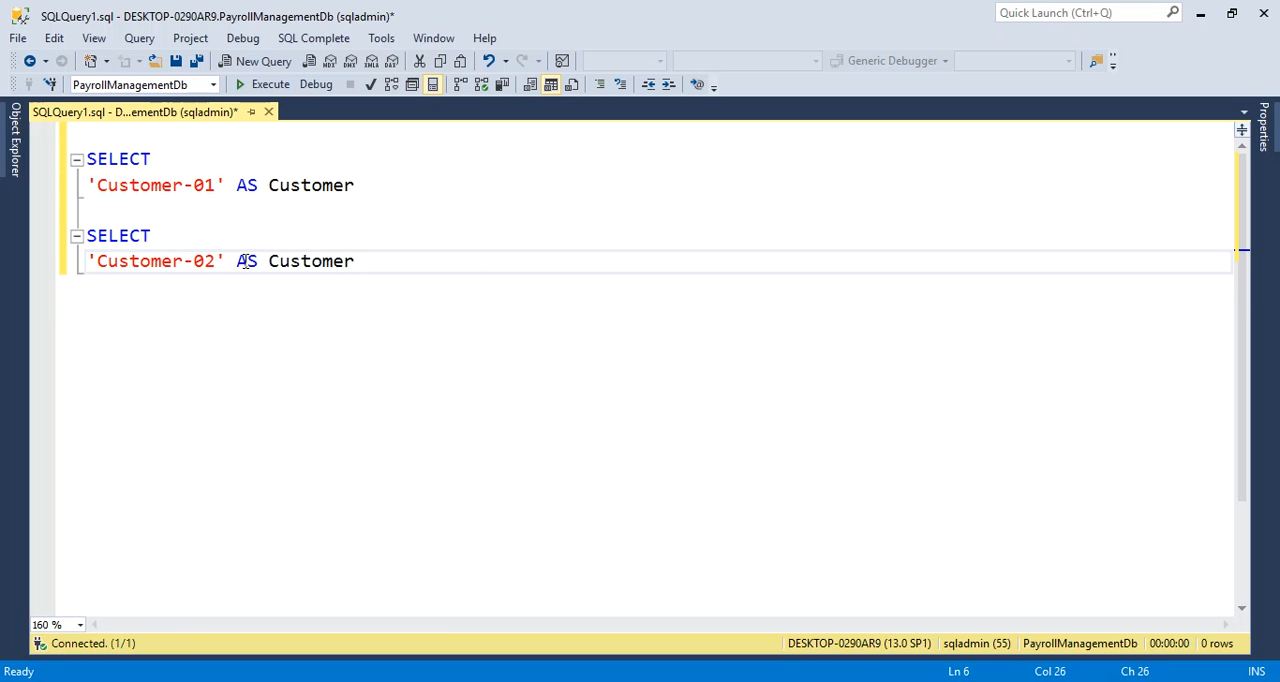 SQLQuery1.sql - DESKTOP-0290AR9.PayrollManagementDb (sqladmin)*
Quick Launch (Ctrl+Q)
File Edit View Query Project Debug SQL Complete Tools Window Help
New Query
Generic Debugger
PayrollManagementDb
Execute Debug
SQLQuery1.sql - D...ementDb (sqladmin)*
Object Explorer
Properties
SELECT
'Customer-01' AS Customer
SELECT
'Customer-02' AS Customer
160 %
Connected. (1/1)
DESKTOP-0290AR9 (13.0 SP1) sqladmin (55) PayrollManagementDb 00:00:00 0 rows
Ready
Ln 6 Col 26 Ch 26 INS